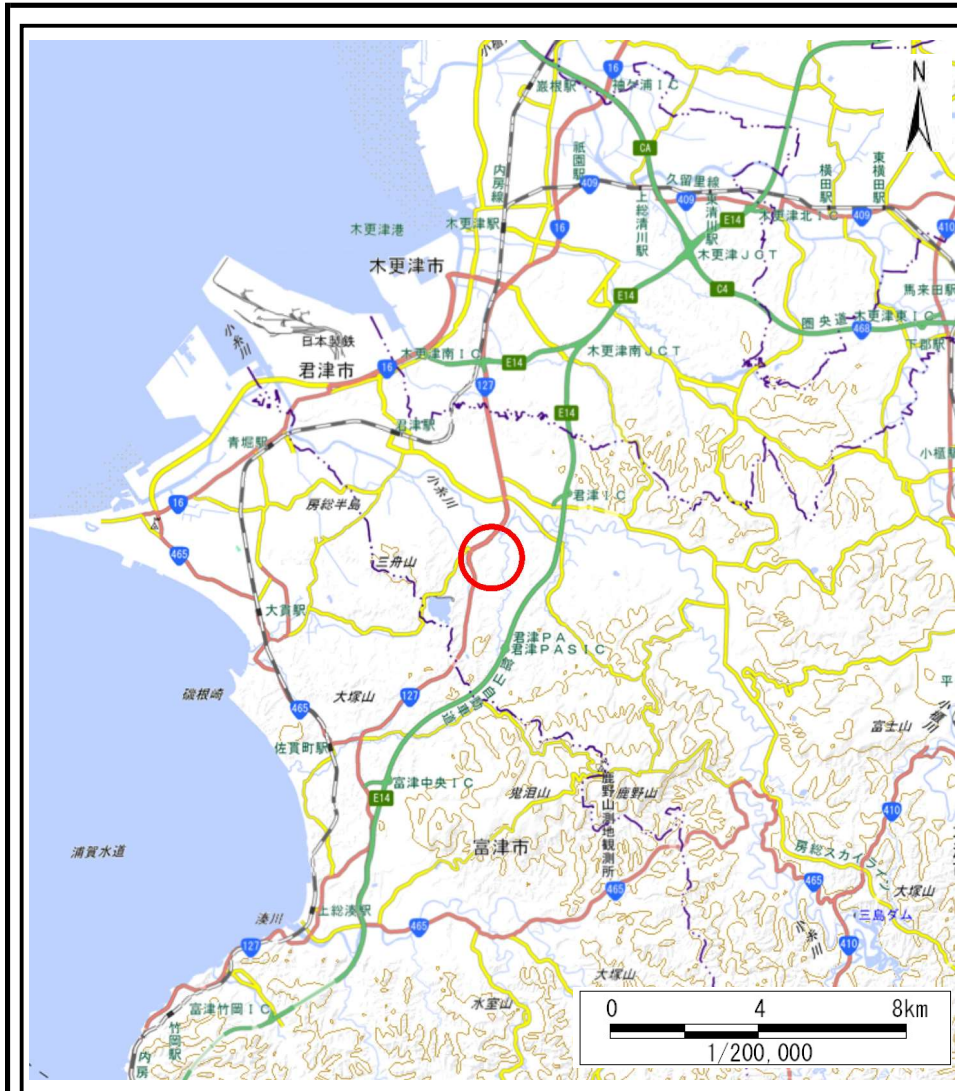 小櫃
16
巌根駅
袖ケ浦IC
N
CA
祇園駅
内房線
久留里線
横田駅
東横田駅
409
409
上総清川駅
東清川駅
E14
木更津北IC
409
410
木更津港
木更津駅
16
木更津JCT
木更津市
E14
C4
馬来田駅
小糸川
圏央道
木更津東IC
468
下郡駅
日本製鉄
木更津南IC
E14
木更津南JCT
君津市
16
127
E14
青堀駅
君津駅
小櫃
小糸川
君津IC
房総半島
16
465
三舟山
大貫駅
200
君津PA
君津PASIC
館山自動車道
磯根崎
大塚山
127
465
平
小櫃川
富士山
佐貫町駅
100
富津中央IC
E14
鬼泪山
鹿野山
鹿野山測地観測所
410
浦賀水道
富津市
房総スカイライン
465
465
大塚山
上総湊駅
湊川
465
三島ダム
小糸川
127
410
大塚山
富津竹岡IC
水室山
竹岡駅
内房
0 4 8km
1/200,000